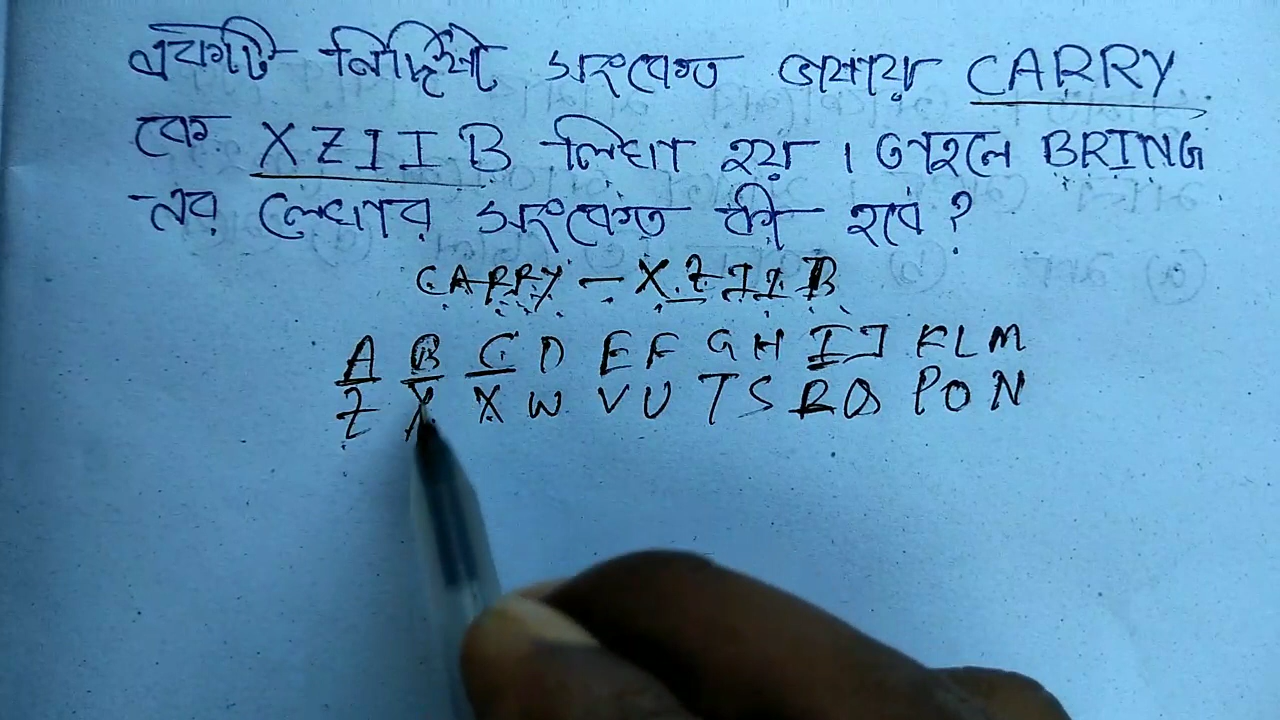 একটি নির্দিষ্ট সংকেত ভাষায় CARRY
কে XZIIB লিখা হয়। তাহলে BRING
এর লেখার সংকেত কী হবে?
CARRY - XZIIB
A B C D E F G H I J K L M
Z Y X W V U T S R Q P O N